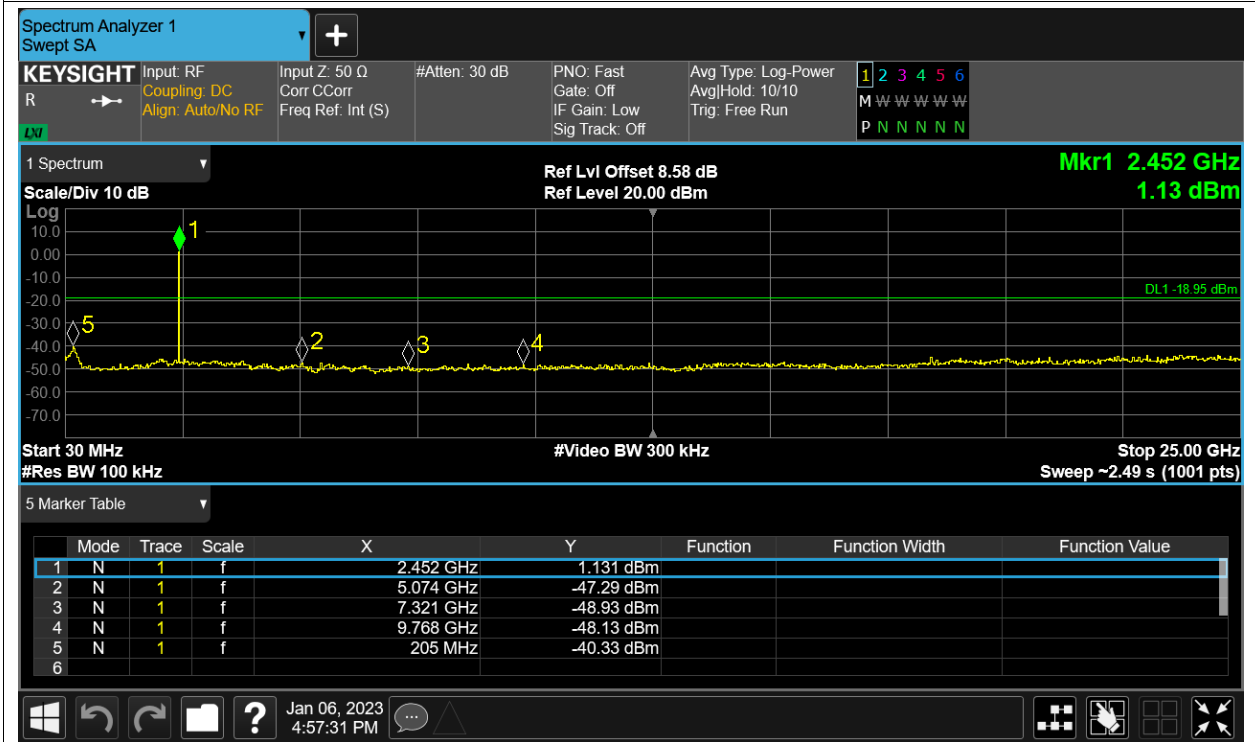 Spectrum Analyzer 1
Swept SA
KEYSIGHT
R
LXI
Input: RF
Coupling: DC
Align: Auto/No RF
Input Z: 50 Ω
Corr CCorr
Freq Ref: Int (S)
#Atten: 30 dB
PNO: Fast
Gate: Off
IF Gain: Low
Sig Track: Off
Avg Type: Log-Power
Avg|Hold: 10/10
Trig: Free Run
1 2 3 4 5 6
M W W W W W
P N N N N N
1 Spectrum
Scale/Div 10 dB
Ref Lvl Offset 8.58 dB
Ref Level 20.00 dBm
Mkr1 2.452 GHz
1.13 dBm
Log
10.0
0.00
-10.0
-20.0
-30.0
-40.0
-50.0
-60.0
-70.0
1
5
2
3
4
DL1 -18.95 dBm
Start 30 MHz
#Res BW 100 kHz
#Video BW 300 kHz
Stop 25.00 GHz
Sweep ~2.49 s (1001 pts)
5 Marker Table
Mode Trace Scale X Y Function Function Width Function Value
1 N 1 f 2.452 GHz 1.131 dBm
2 N 1 f 5.074 GHz -47.29 dBm
3 N 1 f 7.321 GHz -48.93 dBm
4 N 1 f 9.768 GHz -48.13 dBm
5 N 1 f 205 MHz -40.33 dBm
6
?
Jan 06, 2023
4:57:31 PM